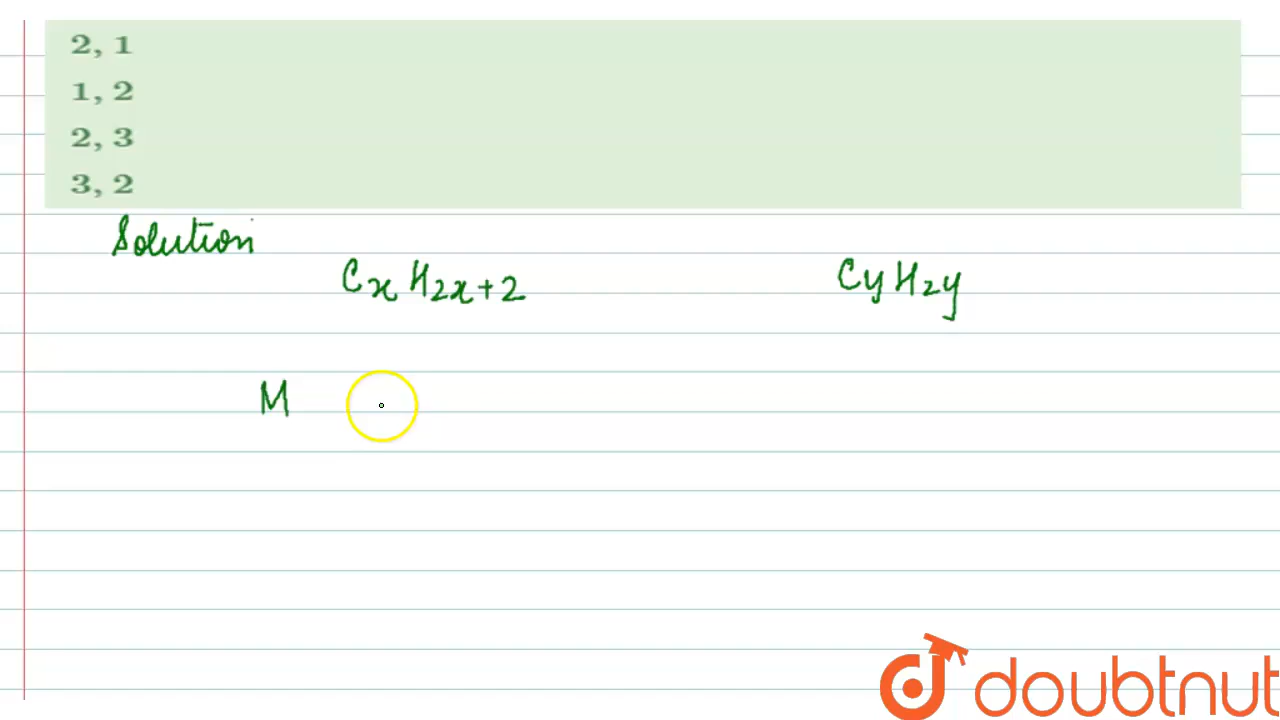 2, 1
1, 2
2, 3
3, 2
Solution
CxH2x+2 CyH2y
M
doubtnut